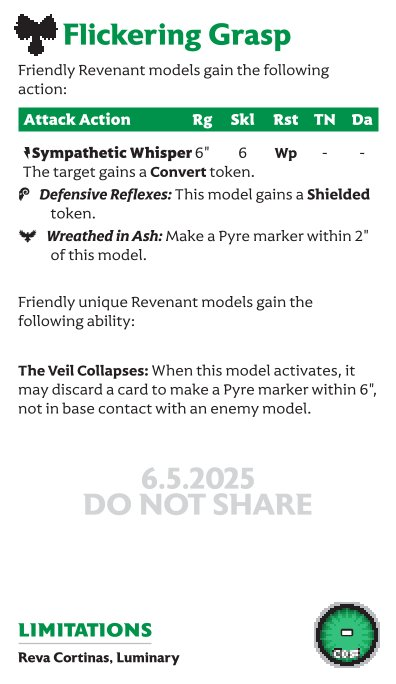 Flickering Grasp
Friendly Revenant models gain the following
action:
Attack Action Rg Skl Rst TN Da
Sympathetic Whisper 6" 6 Wp - -
The target gains a Convert token.
Defensive Reflexes: This model gains a Shielded
token.
Wreathed in Ash: Make a Pyre marker within 2"
of this model.
Friendly unique Revenant models gain the
following ability:
The Veil Collapses: When this model activates, it
may discard a card to make a Pyre marker within 6",
not in base contact with an enemy model.
6.5.2025
DO NOT SHARE
LIMITATIONS
Reva Cortinas, Luminary